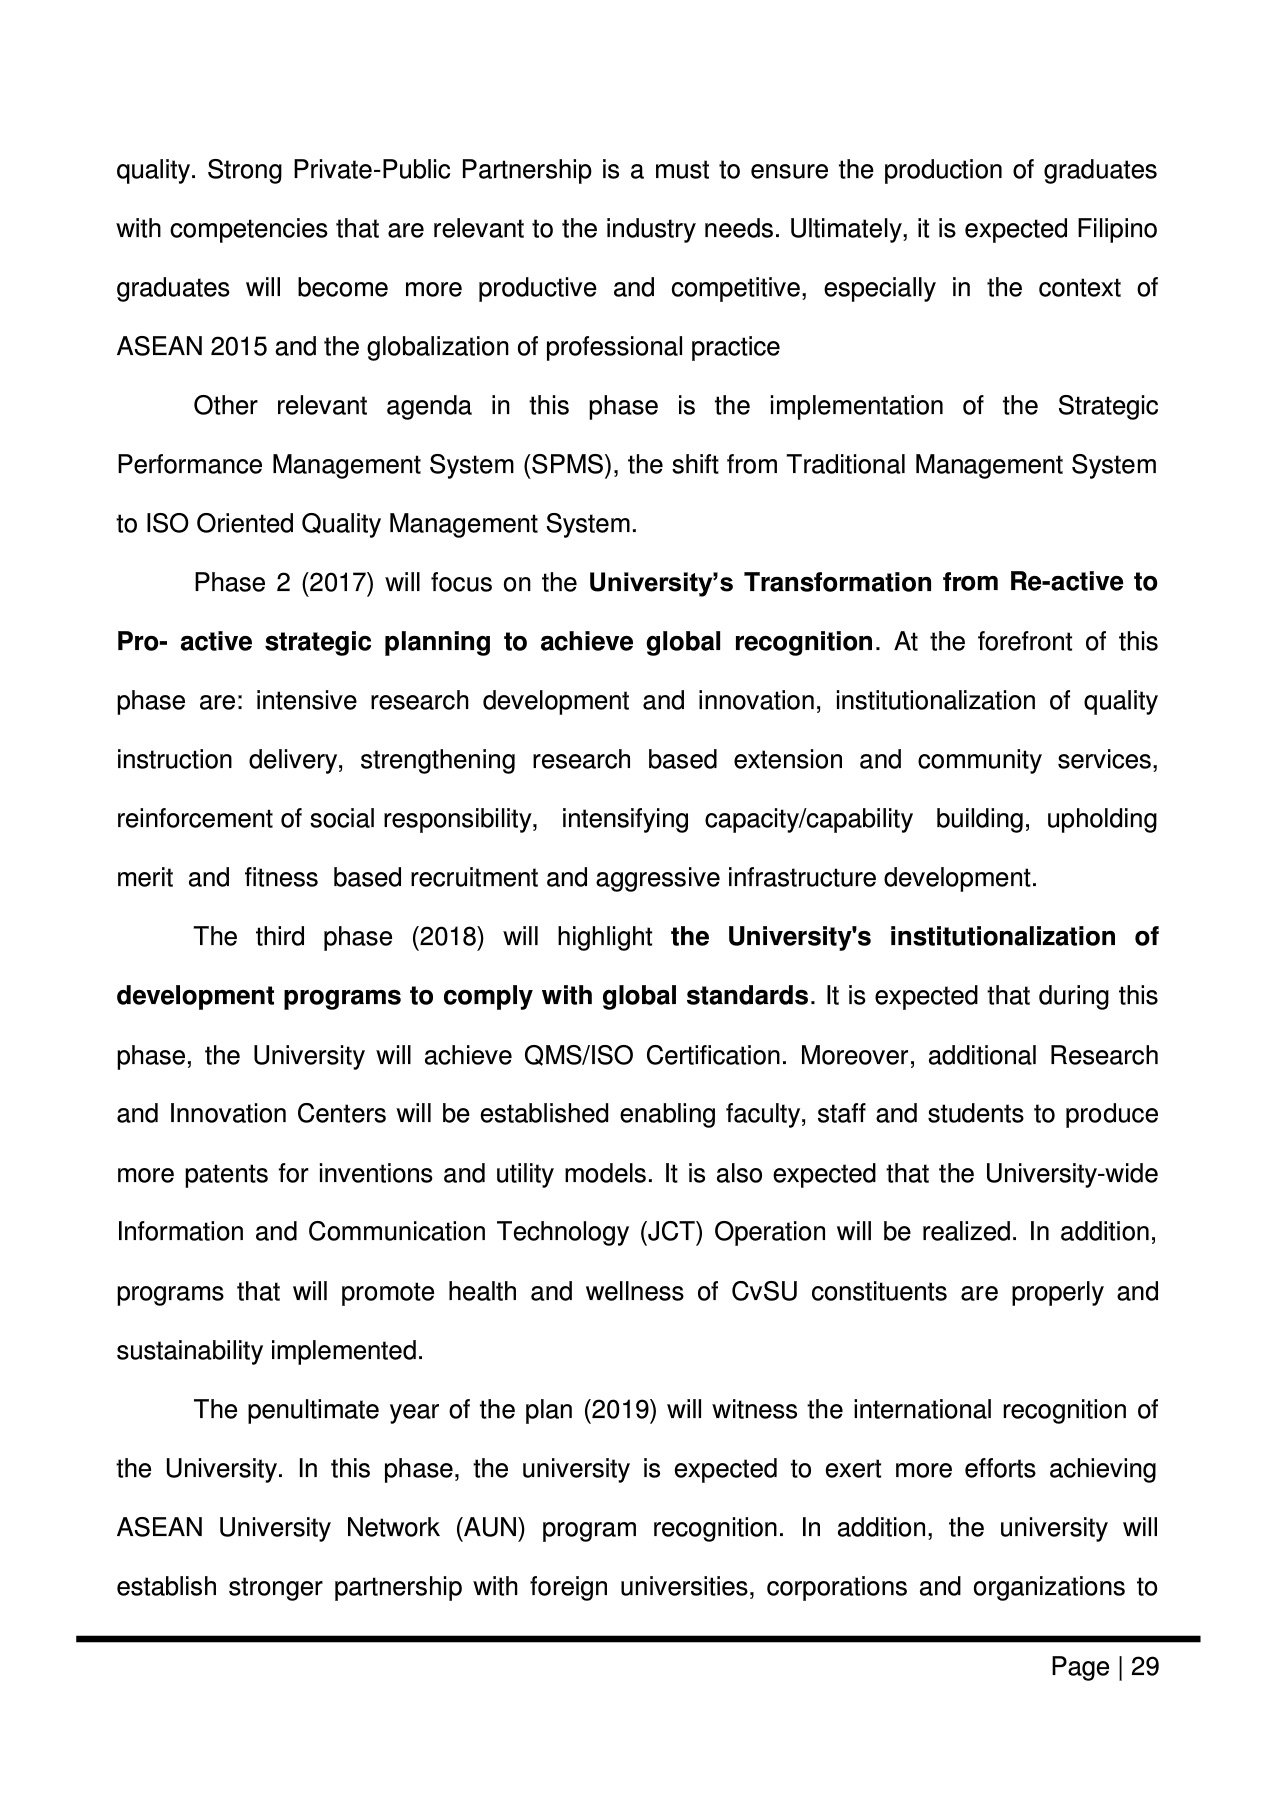 quality. Strong Private-Public Partnership is a must to ensure the production of graduates
with competencies that are relevant to the industry needs. Ultimately, it is expected Filipino
graduates will become more productive and competitive, especially in the context of
ASEAN 2015 and the globalization of professional practice
Other relevant agenda in this phase is the implementation of the Strategic
Performance Management System (SPMS), the shift from Traditional Management System
to ISO Oriented Quality Management System.
Phase 2 (2017) will focus on the University’s Transformation from Re-active to
Pro- active strategic planning to achieve global recognition. At the forefront of this
phase are: intensive research development and innovation, institutionalization of quality
instruction delivery, strengthening research based extension and community services,
reinforcement of social responsibility, intensifying capacity/capability building, upholding
merit and fitness based recruitment and aggressive infrastructure development.
The third phase (2018) will highlight the University's institutionalization of
development programs to comply with global standards. It is expected that during this
phase, the University will achieve QMS/ISO Certification. Moreover, additional Research
and Innovation Centers will be established enabling faculty, staff and students to produce
more patents for inventions and utility models. It is also expected that the University-wide
Information and Communication Technology (JCT) Operation will be realized. In addition,
programs that will promote health and wellness of CvSU constituents are properly and
sustainability implemented.
The penultimate year of the plan (2019) will witness the international recognition of
the University. In this phase, the university is expected to exert more efforts achieving
ASEAN University Network (AUN) program recognition. In addition, the university will
establish stronger partnership with foreign universities, corporations and organizations to
Page | 29